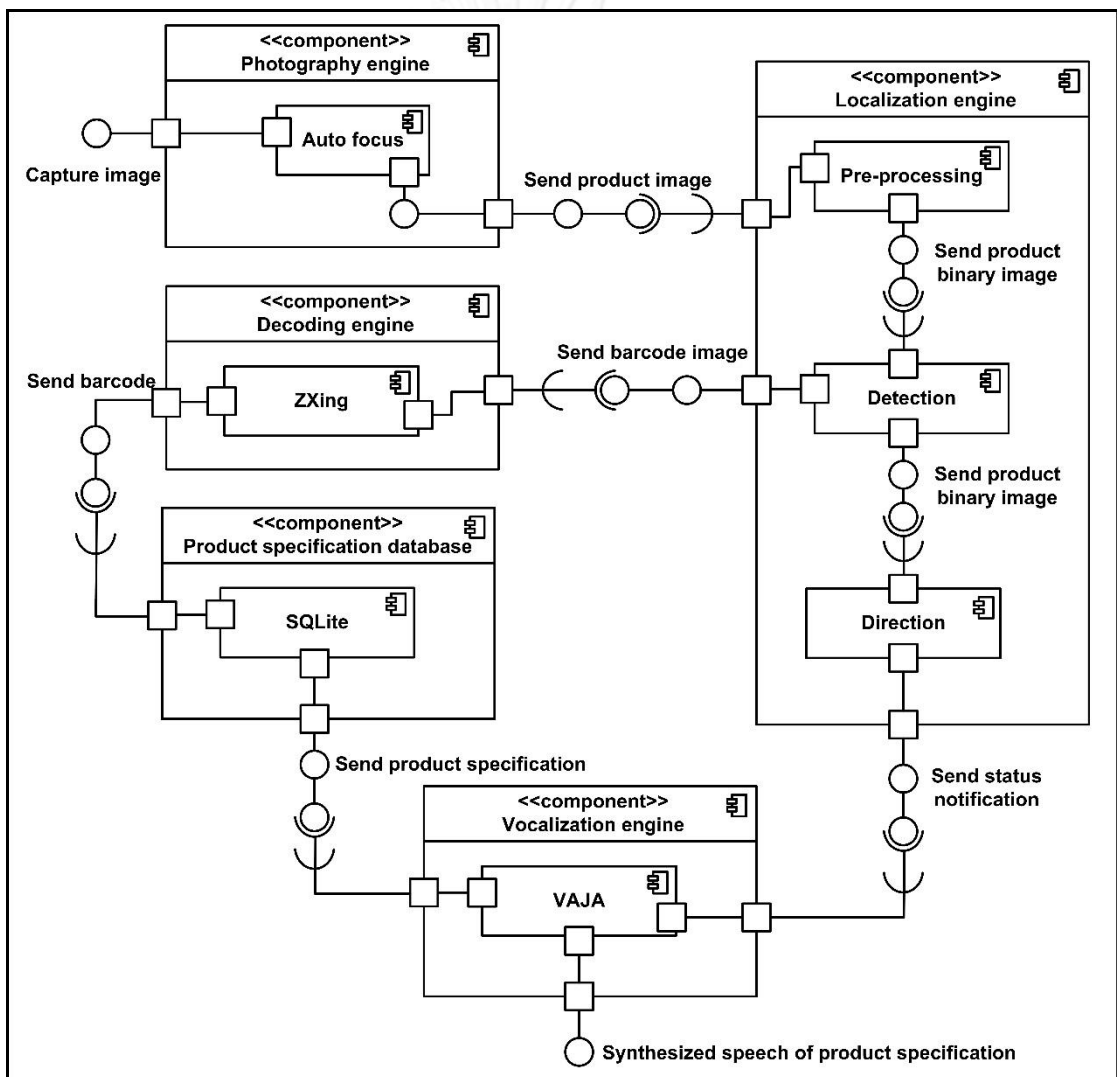 <<component>>
Photography engine
Auto focus
Capture image
Send product image
<<component>>
Localization engine
Pre-processing
Send product
binary image
<<component>>
Decoding engine
Send barcode
ZXing
Send barcode image
Detection
Send product
binary image
<<component>>
Product specification database
SQLite
Direction
Send product specification
Send status
notification
<<component>>
Vocalization engine
VAJA
Synthesized speech of product specification